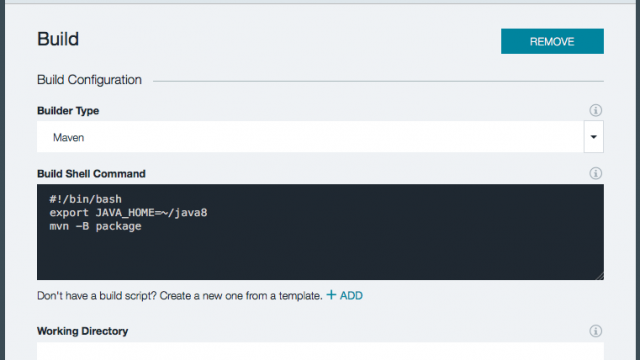 Build
REMOVE
Build Configuration
Builder Type
Maven
Build Shell Command
#!/bin/bash
export JAVA_HOME=~/java8
mvn -B package
Don't have a build script? Create a new one from a template. + ADD
Working Directory